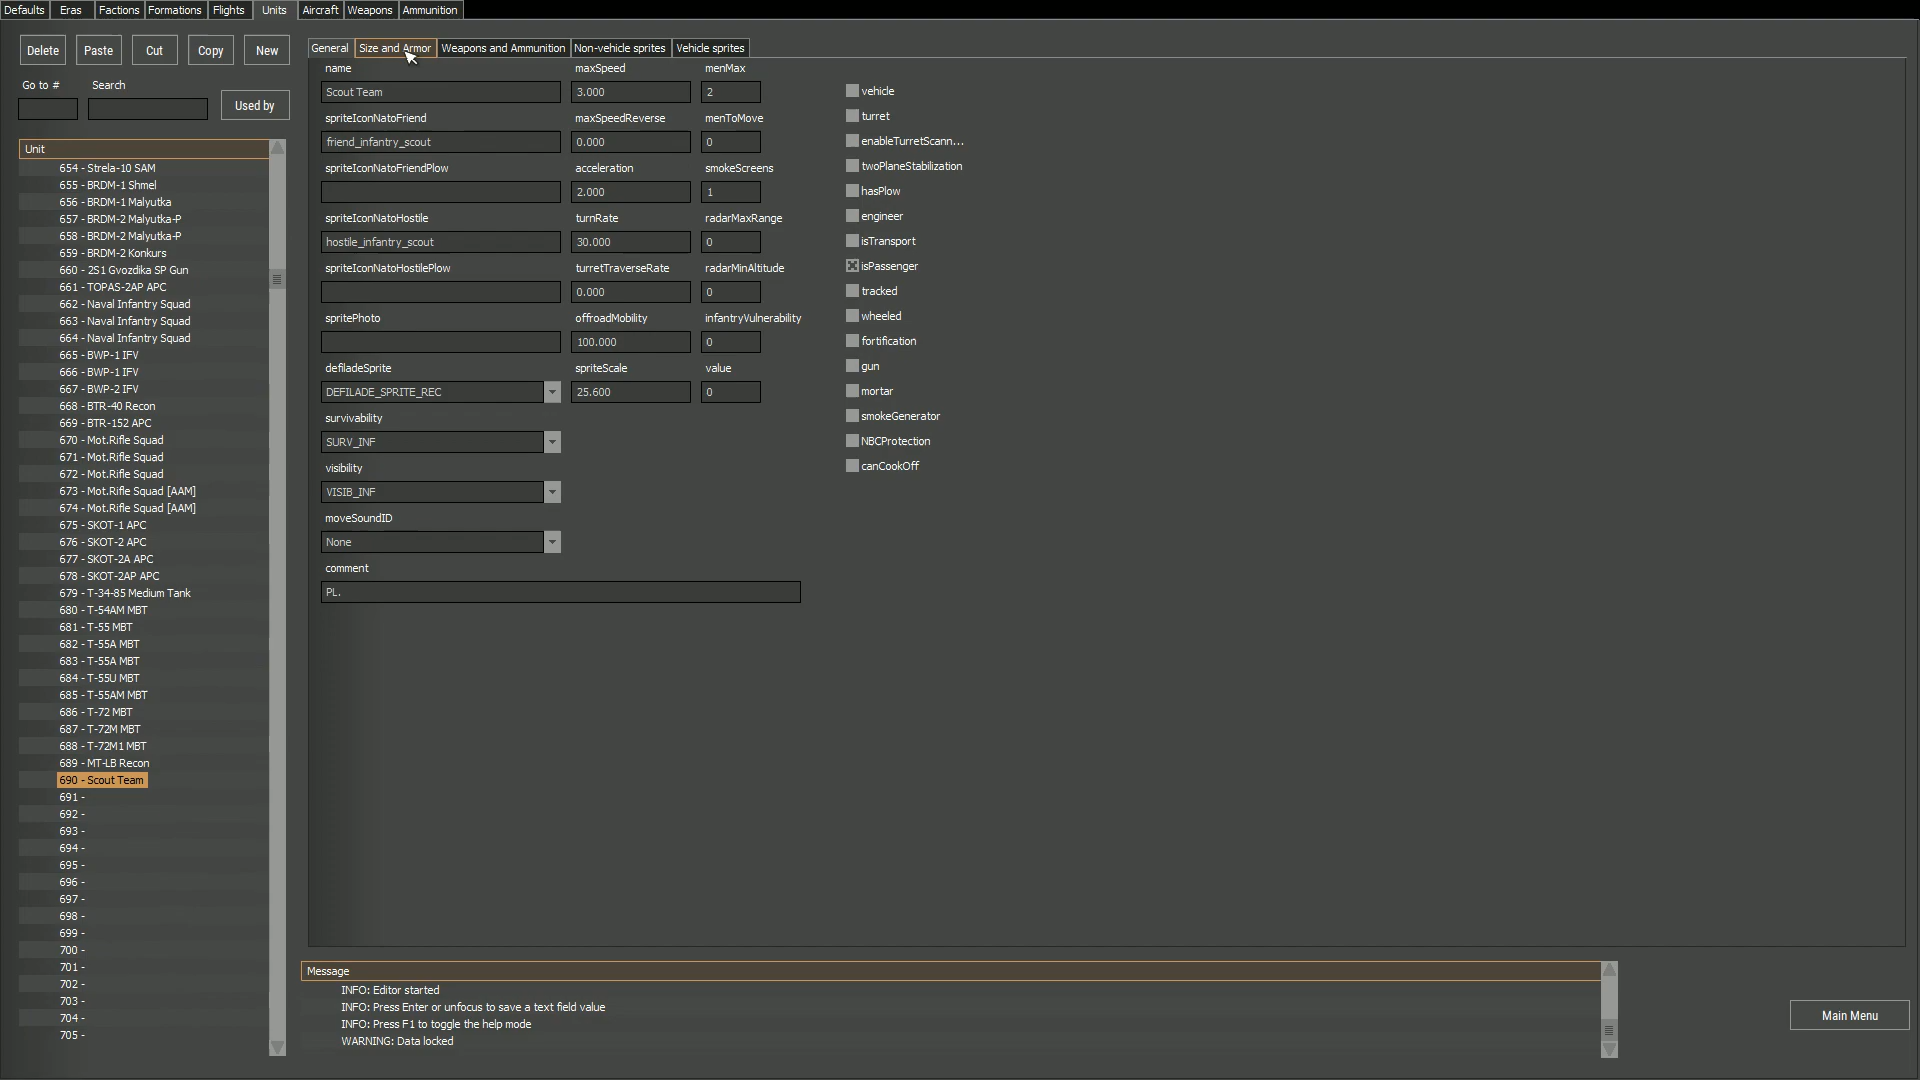 Defaults Eras Factions Formations Flights Units Aircraft Weapons Ammunition
Delete Paste Cut Copy New
Go to # Search
Used by
Unit
654 - Strela-10 SAM
655 - BRDM-1 Shmel
656 - BRDM-1 Malyutka
657 - BRDM-2 Malyutka-P
658 - BRDM-2 Malyutka-P
659 - BRDM-2 Konkurs
660 - 2S1 Gvozdika SP Gun
661 - TOPAS-2AP APC
662 - Naval Infantry Squad
663 - Naval Infantry Squad
664 - Naval Infantry Squad
665 - BWP-1 IFV
666 - BWP-1 IFV
667 - BWP-2 IFV
668 - BTR-40 Recon
669 - BTR-152 APC
670 - Mot.Rifle Squad
671 - Mot.Rifle Squad
672 - Mot.Rifle Squad
673 - Mot.Rifle Squad [AAM]
674 - Mot.Rifle Squad [AAM]
675 - SKOT-1 APC
676 - SKOT-2 APC
677 - SKOT-2A APC
678 - SKOT-2AP APC
679 - T-34-85 Medium Tank
680 - T-54AM MBT
681 - T-55 MBT
682 - T-55A MBT
683 - T-55A MBT
684 - T-55U MBT
685 - T-55AM MBT
686 - T-72 MBT
687 - T-72M MBT
688 - T-72M1 MBT
689 - MT-LB Recon
690 - Scout Team
691 -
692 -
693 -
694 -
695 -
696 -
697 -
698 -
699 -
700 -
701 -
702 -
703 -
704 -
705 -
General Size and Armor Weapons and Ammunition Non-vehicle sprites Vehicle sprites
name maxSpeed menMax
Scout Team 3.000 2
spriteIconNatoFriend maxSpeedReverse menToMove
friend_infantry_scout 0.000 0
spriteIconNatoFriendPlow acceleration smokeScreens
2.000 1
spriteIconNatoHostile turnRate radarMaxRange
hostile_infantry_scout 30.000 0
spriteIconNatoHostilePlow turretTraverseRate radarMinAltitude
0.000 0
spritePhoto offroadMobility infantryVulnerability
100.000 0
defiladeSprite spriteScale value
DEFILADE_SPRITE_REC 25.600 0
survivability
SURV_INF
visibility
VISIB_INF
moveSoundID
None
comment
PL.
vehicle
turret
enableTurretScann...
twoPlaneStabilization
hasPlow
engineer
isTransport
isPassenger
tracked
wheeled
fortification
gun
mortar
smokeGenerator
NBCProtection
canCookOff
Message
INFO: Editor started
INFO: Press Enter or unfocus to save a text field value
INFO: Press F1 to toggle the help mode
WARNING: Data locked
Main Menu